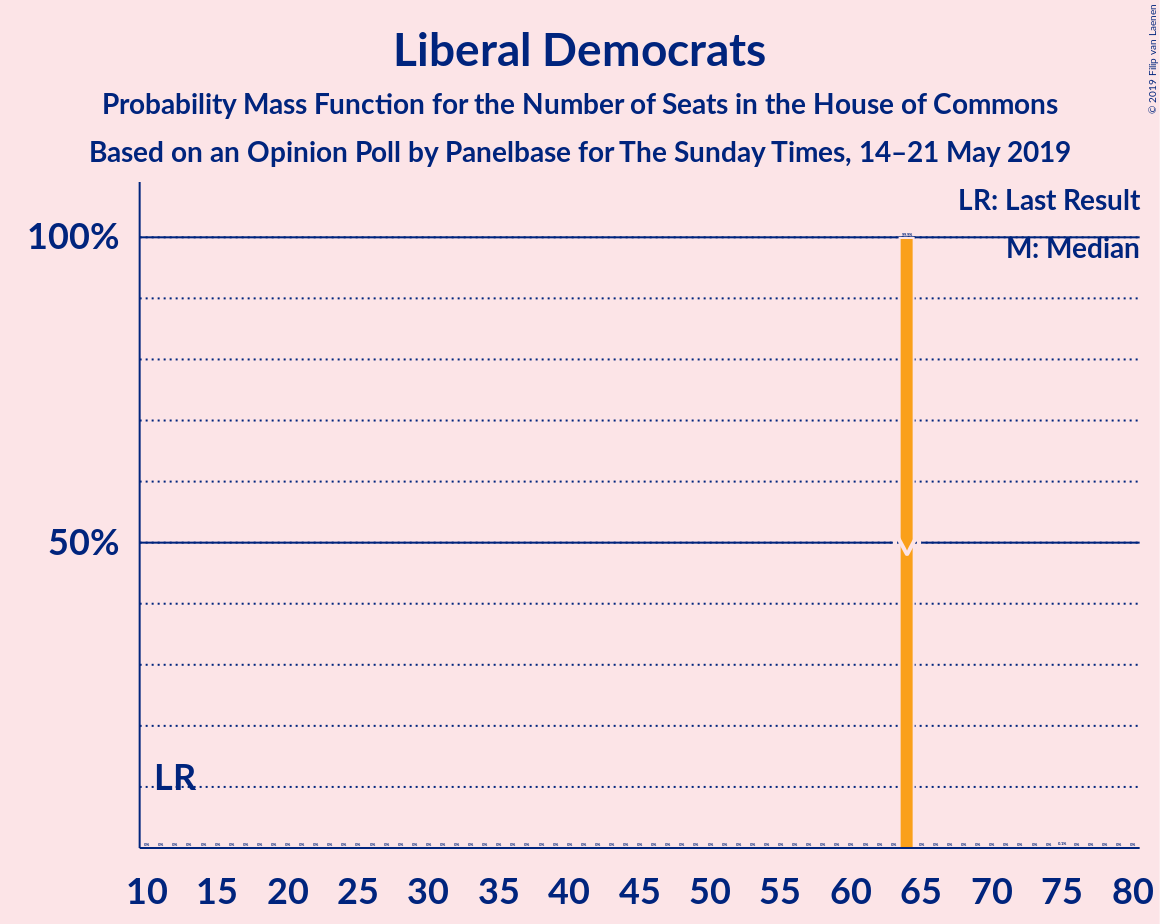 Liberal Democrats
Probability Mass Function for the Number of Seats in the House of Commons
Based on an Opinion Poll by Panelbase for The Sunday Times, 14–21 May 2019
© 2019 Filip van Laenen
LR: Last Result
M: Median
100%
50%
LR
10 15 20 25 30 35 40 45 50 55 60 65 70 75 80